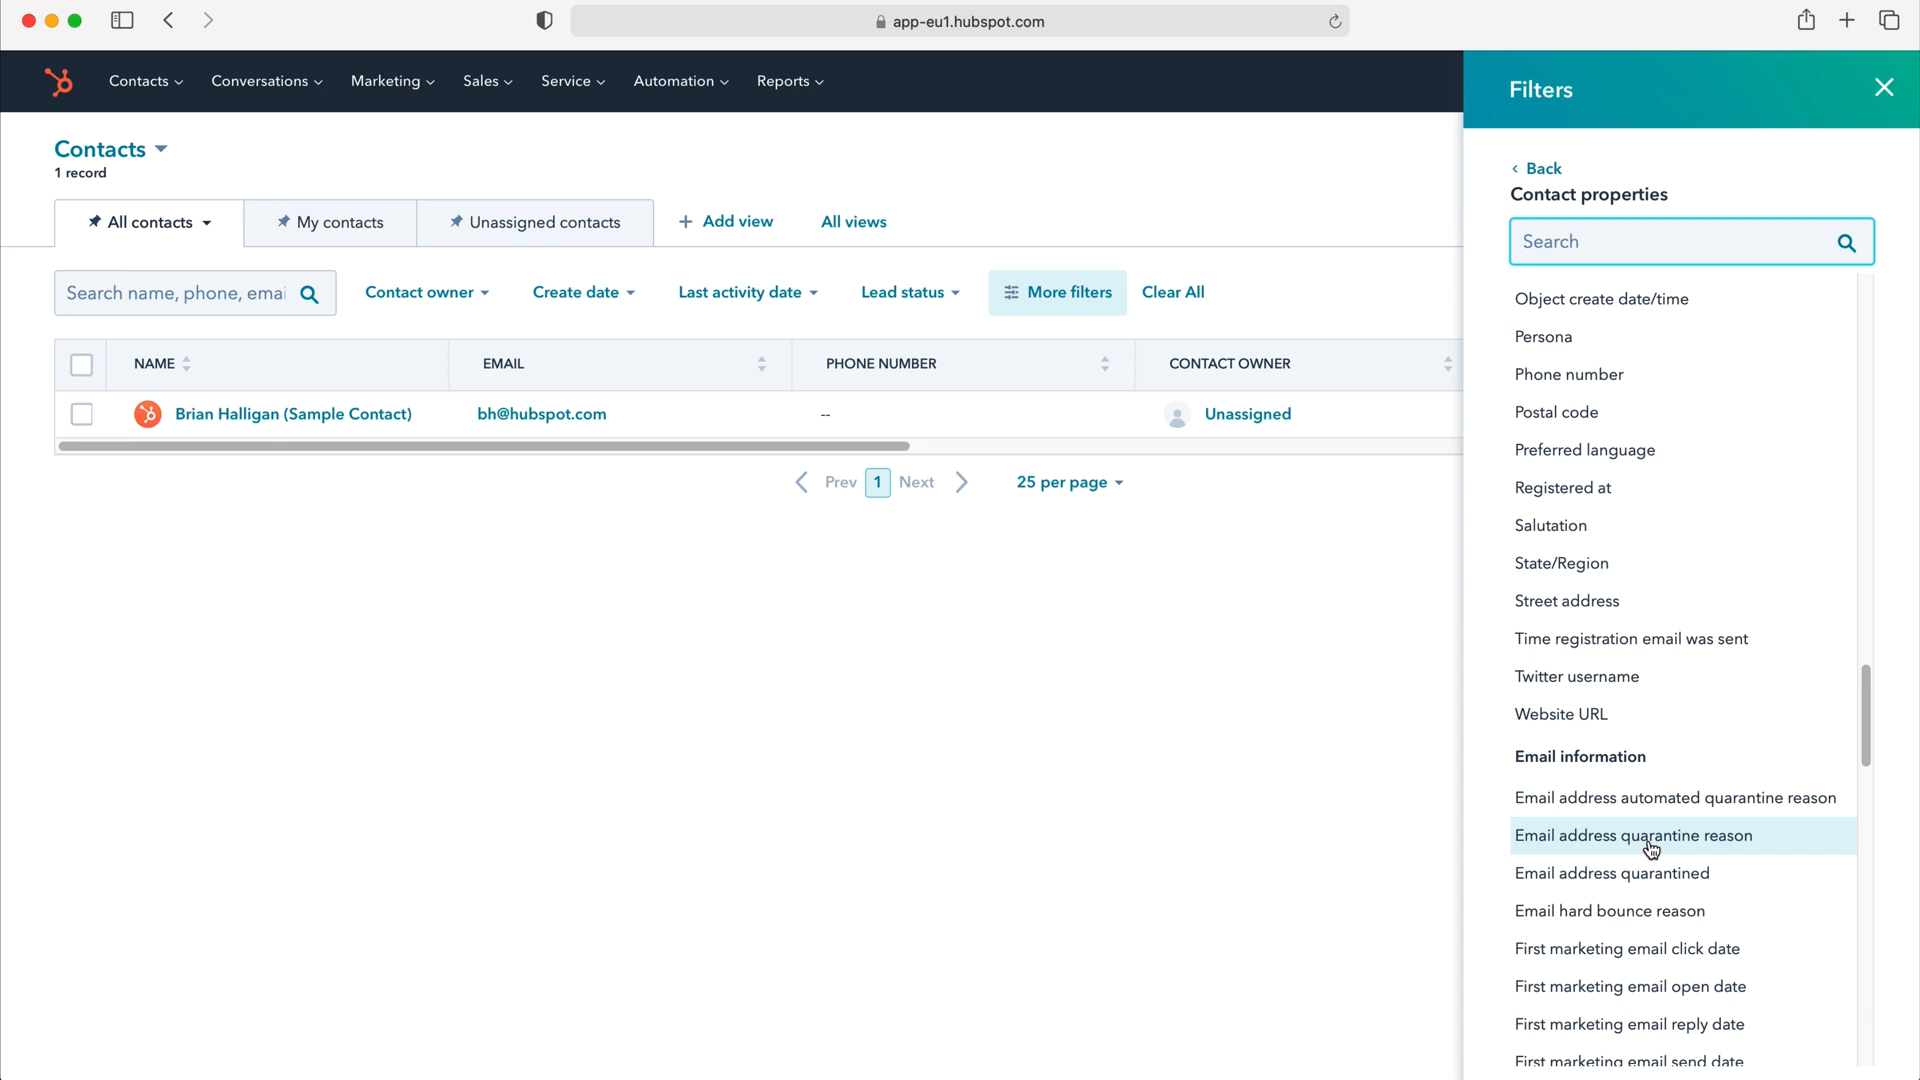 app-eu1.hubspot.com
Contacts Conversations Marketing Sales Service Automation Reports
Filters
Contacts
1 record
All contacts My contacts Unassigned contacts + Add view All views
Search name, phone, emai Contact owner Create date Last activity date Lead status More filters Clear All
NAME EMAIL PHONE NUMBER CONTACT OWNER
Brian Halligan (Sample Contact) bh@hubspot.com -- Unassigned
Prev 1 Next 25 per page
Back
Contact properties
Search
Object create date/time
Persona
Phone number
Postal code
Preferred language
Registered at
Salutation
State/Region
Street address
Time registration email was sent
Twitter username
Website URL
Email information
Email address automated quarantine reason
Email address quarantine reason
Email address quarantined
Email hard bounce reason
First marketing email click date
First marketing email open date
First marketing email reply date
First marketing email send date